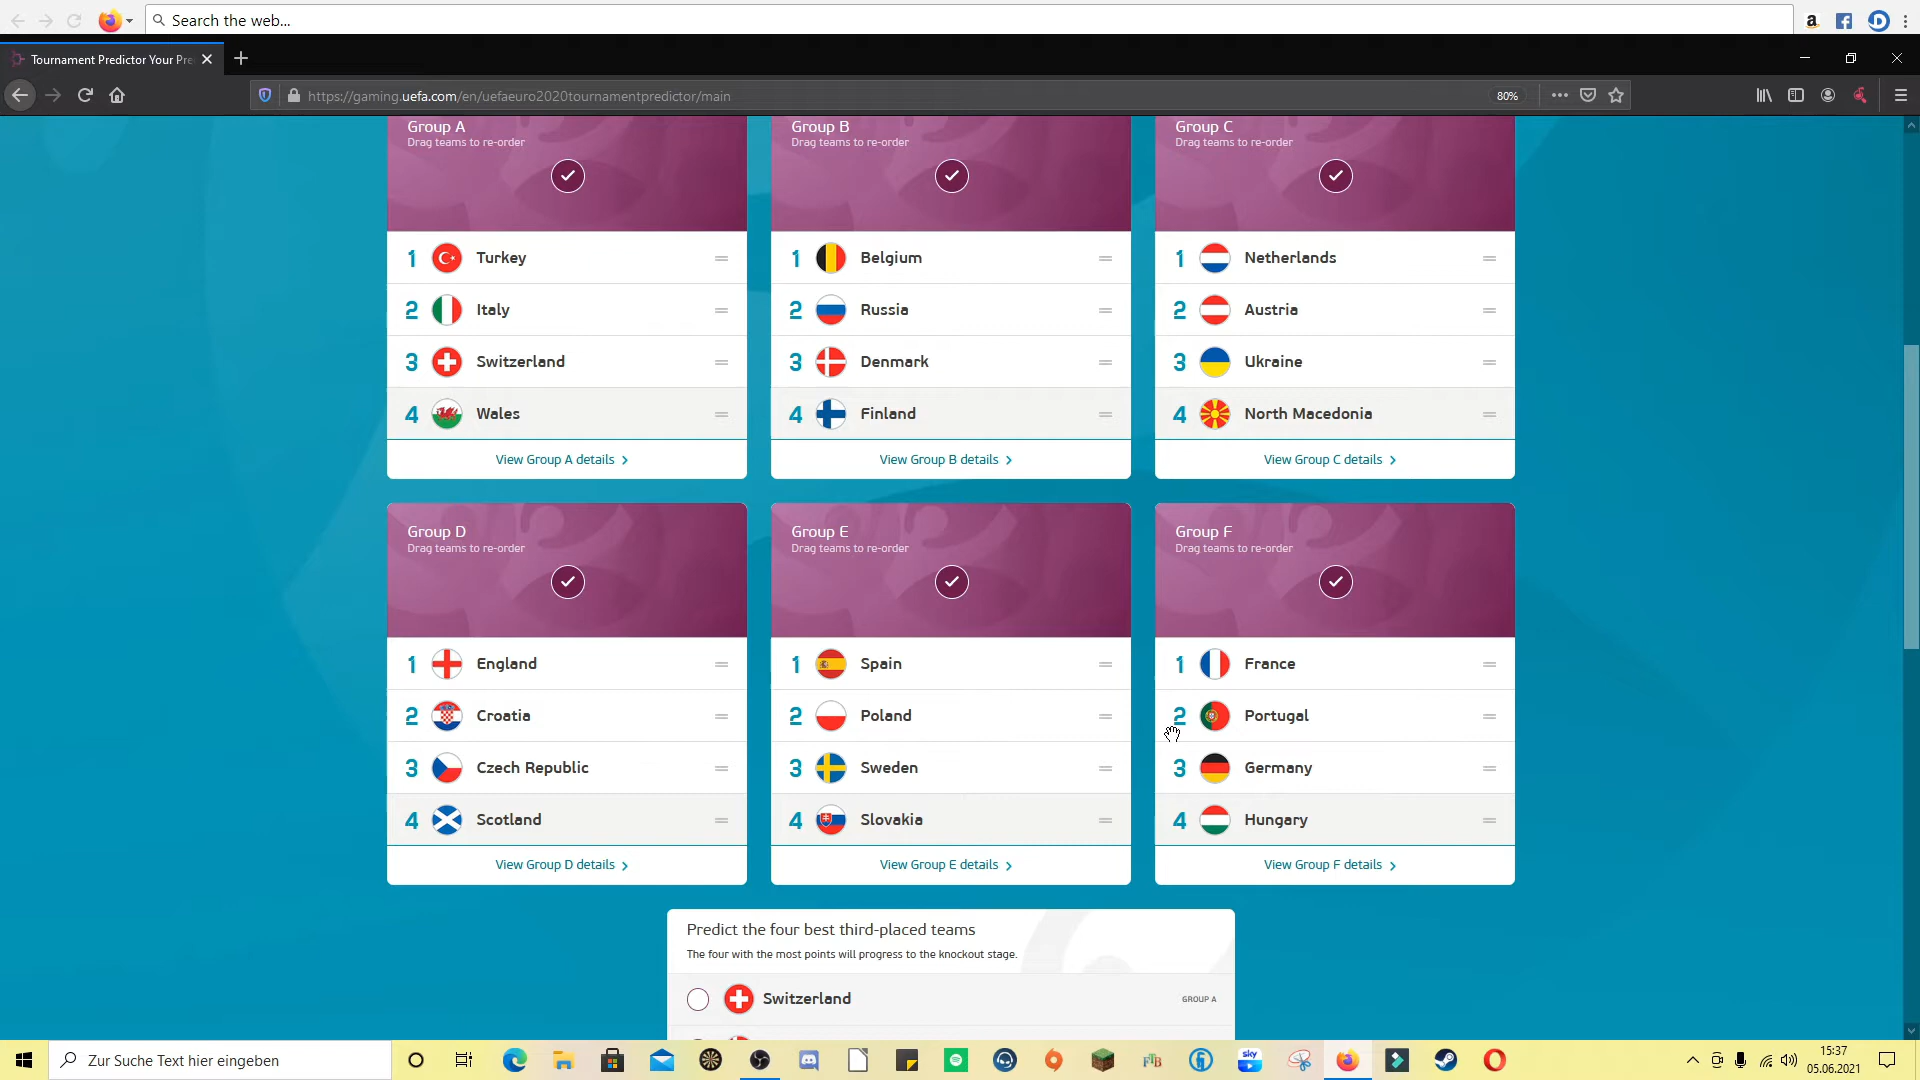 Search the web...
Tournament Predictor Your Pre
https://gaming.uefa.com/en/uefaeuro2020tournamentpredictor/main
80%
Group A
Drag teams to re-order
1 Turkey
2 Italy
3 Switzerland
4 Wales
View Group A details
Group B
Drag teams to re-order
1 Belgium
2 Russia
3 Denmark
4 Finland
View Group B details
Group C
Drag teams to re-order
1 Netherlands
2 Austria
3 Ukraine
4 North Macedonia
View Group C details
Group D
Drag teams to re-order
1 England
2 Croatia
3 Czech Republic
4 Scotland
View Group D details
Group E
Drag teams to re-order
1 Spain
2 Poland
3 Sweden
4 Slovakia
View Group E details
Group F
Drag teams to re-order
1 France
2 Portugal
3 Germany
4 Hungary
View Group F details
Predict the four best third-placed teams
The four with the most points will progress to the knockout stage.
Switzerland GROUP A
Zur Suche Text hier eingeben
sky
15:37
05.06.2021